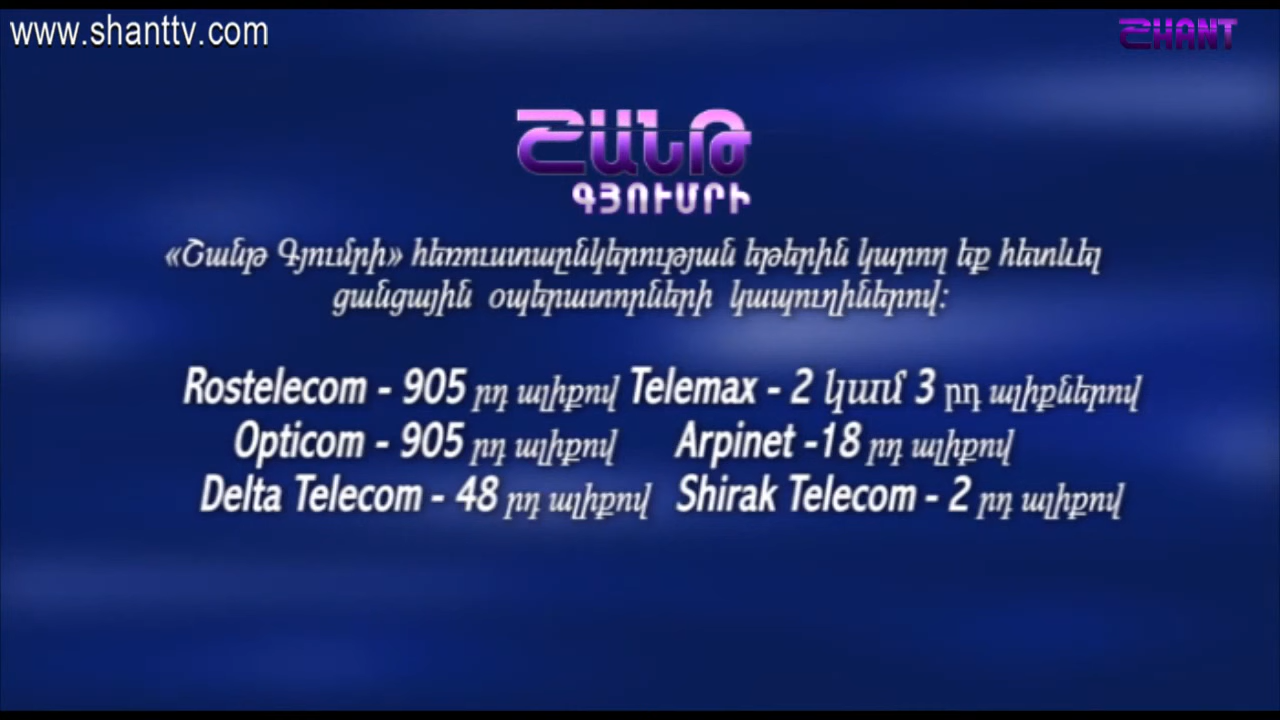 www.shanttv.com
SHANT
ՇԱՆԹ
ԳՅՈՒՄՐԻ
«Շանթ Գյումրի» հեռուստաընկերության եթերին կարող եք հետևել
ցանցային օպերատորների կապուղիներով:
Rostelecom - 905 րդ ալիքով Telemax - 2 կամ 3 րդ ալիքներով
Opticom - 905 րդ ալիքով Arpinet -18 րդ ալիքով
Delta Telecom - 48 րդ ալիքով Shirak Telecom - 2 րդ ալիքով